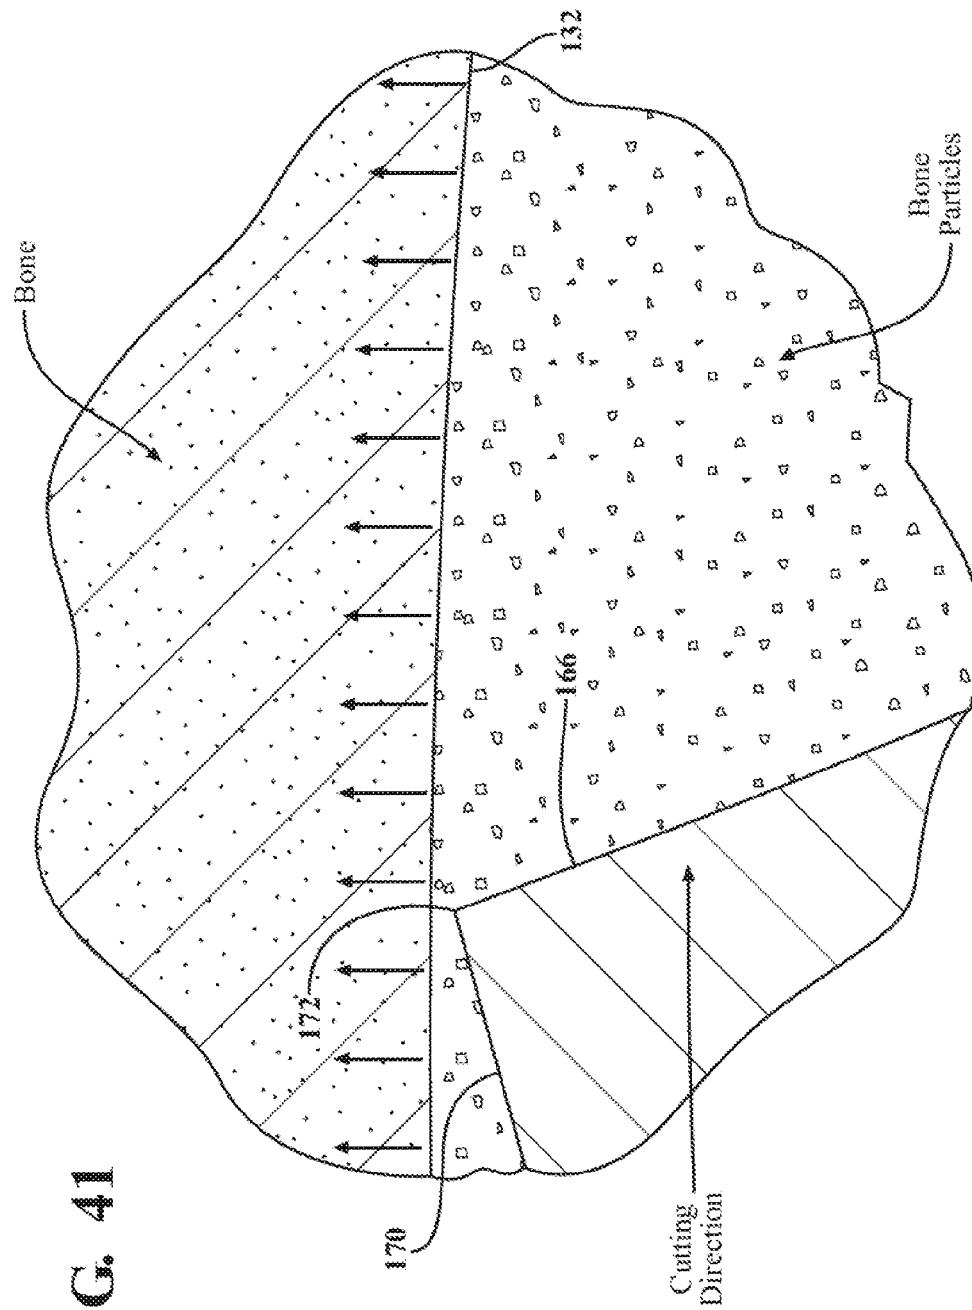 G. 41
Bone
132
Bone
Particles
166
172
170
Cutting
Direction